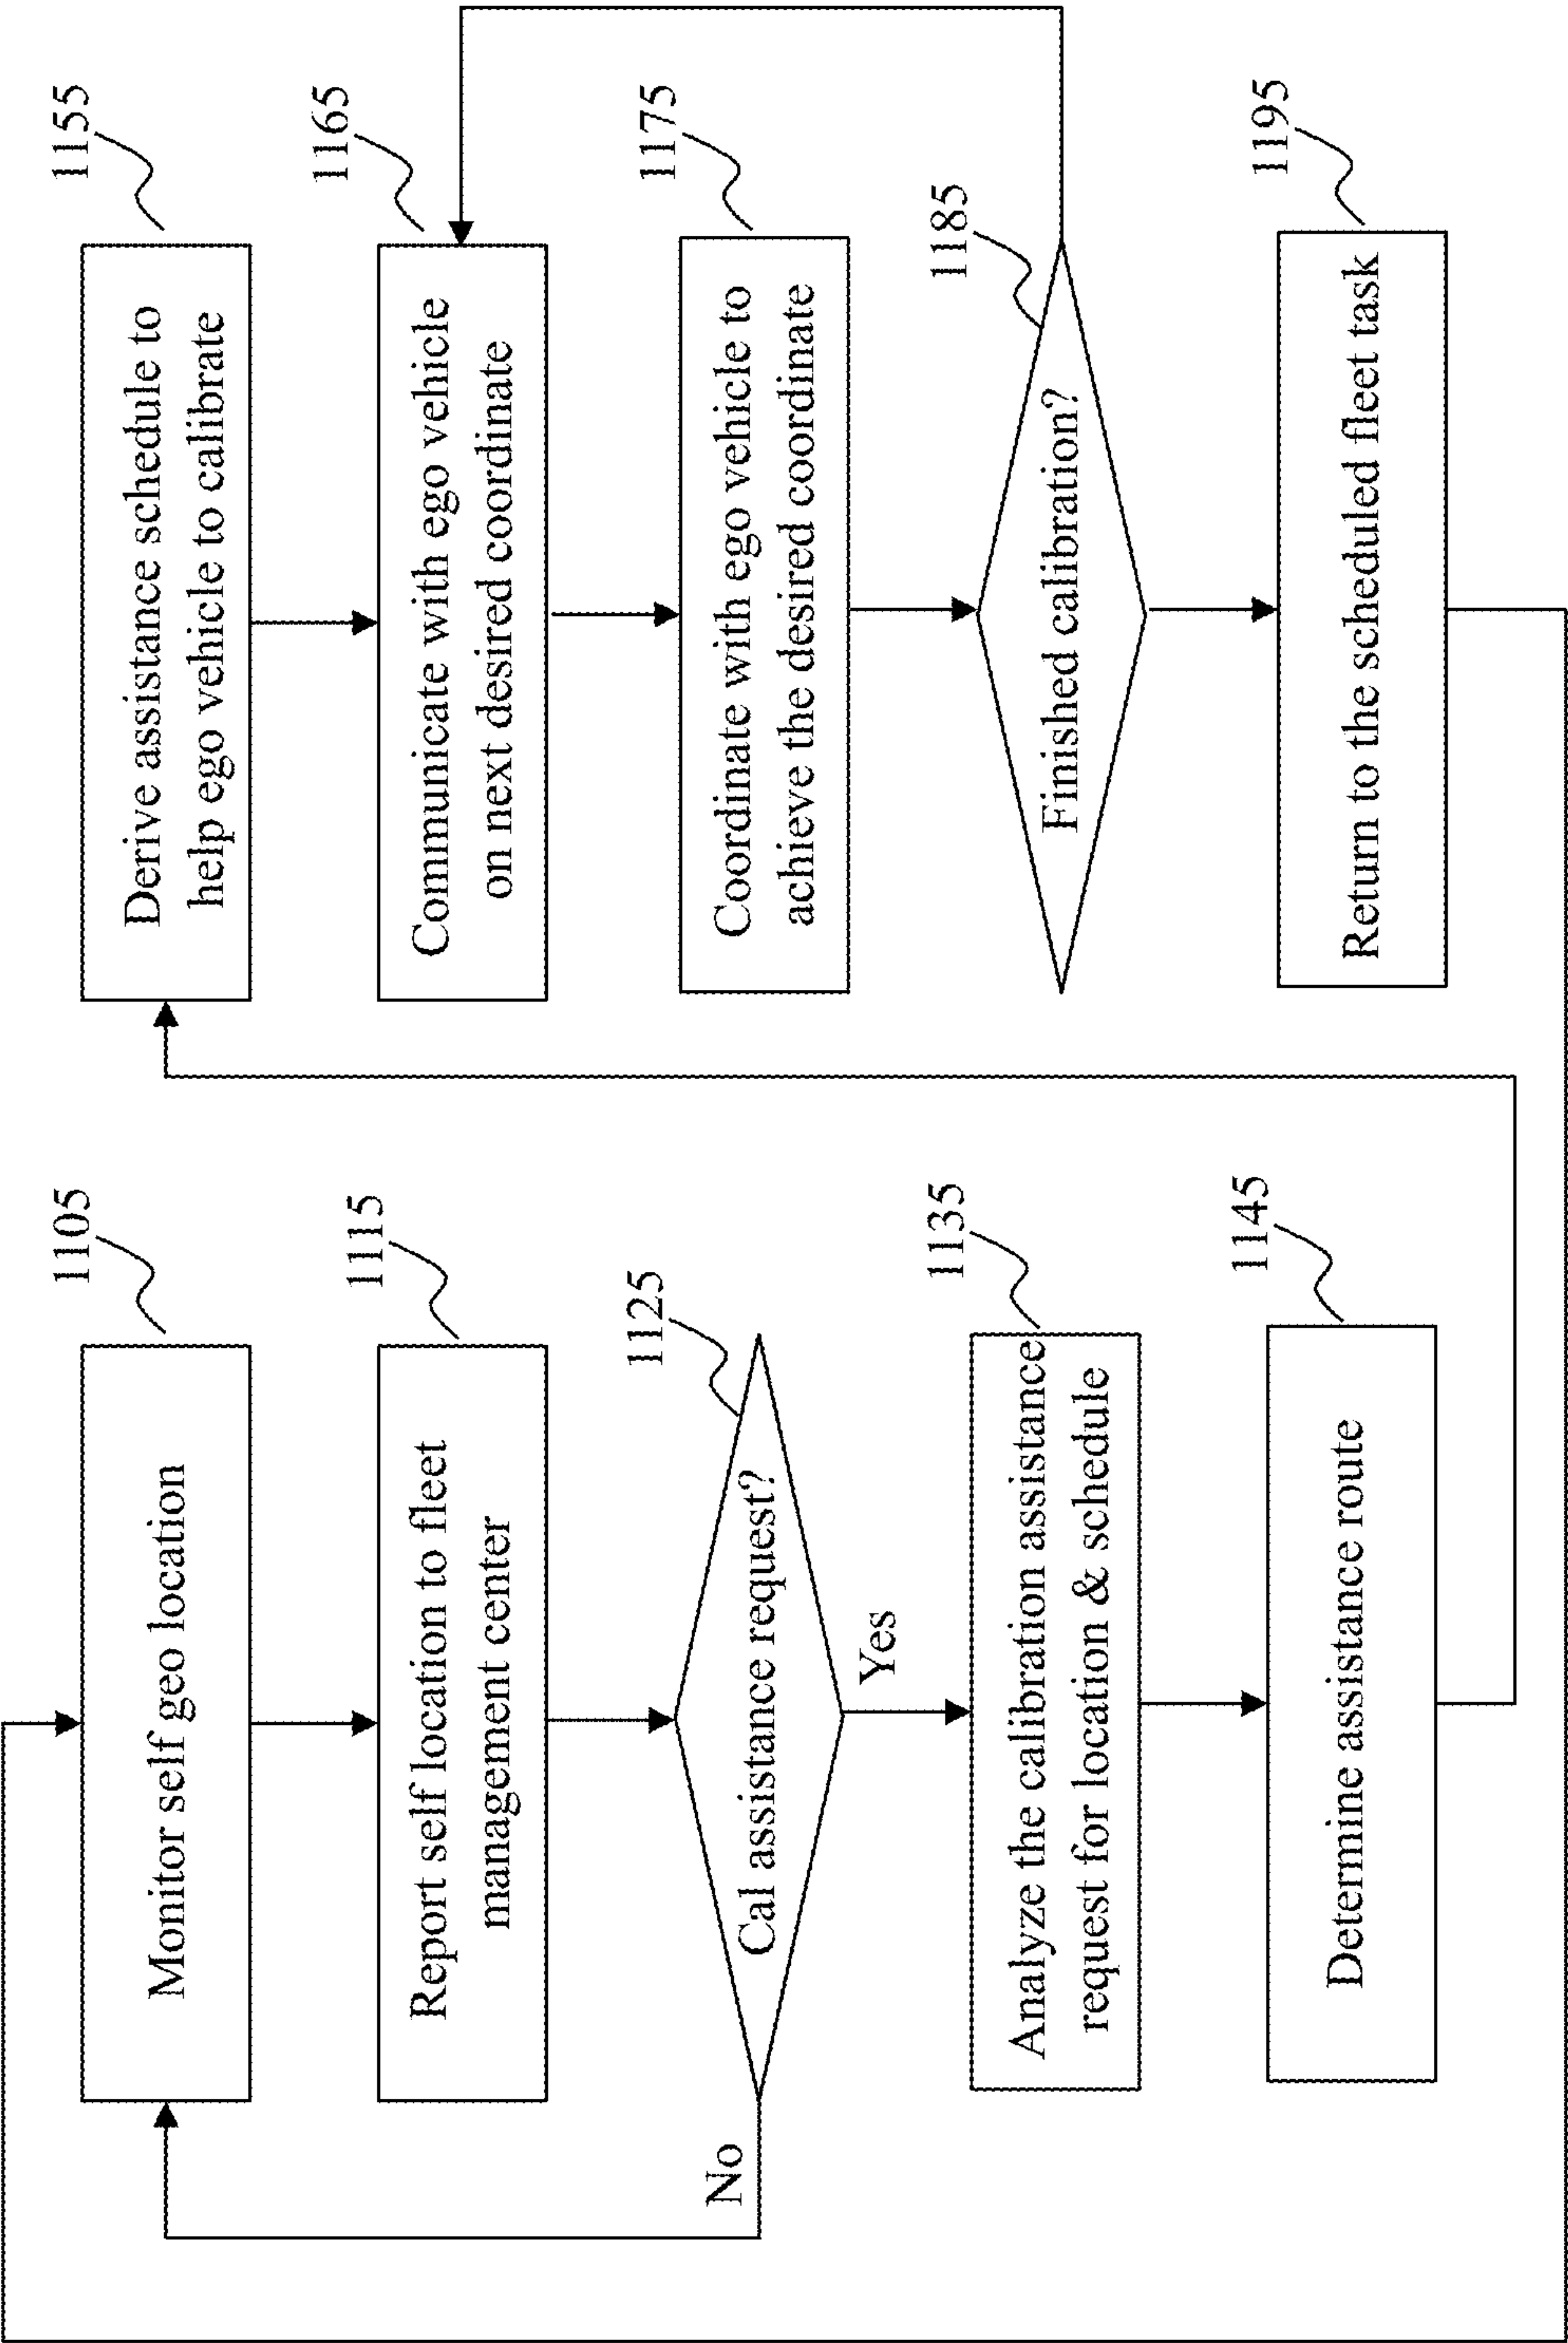 1105
Monitor self geo location
1115
Report self location to fleet
management center
1125
Cal assistance request?
No
Yes
1135
Analyze the calibration assistance
request for location & schedule
1145
Determine assistance route
1155
Derive assistance schedule to
help ego vehicle to calibrate
1165
Communicate with ego vehicle
on next desired coordinate
1175
Coordinate with ego vehicle to
achieve the desired coordinate
1185
Finished calibration?
1195
Return to the scheduled fleet task